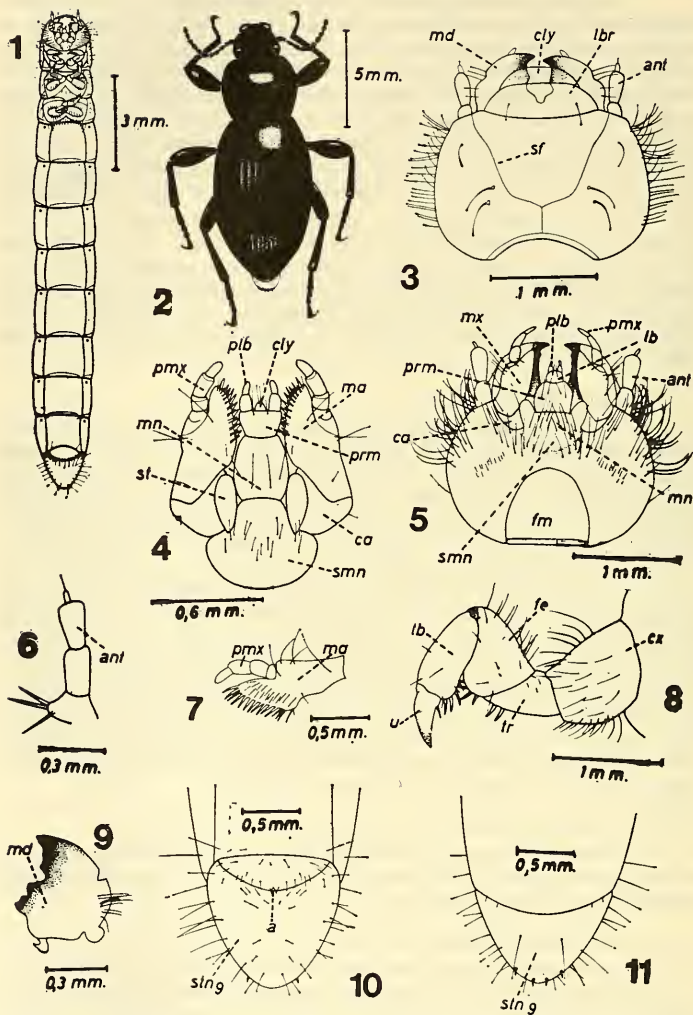 1
3 mm.
2
5 mm.
md
cly
lbr
ant
sf
1 mm.
3
pmx
plb
cly
ma
mn
prm
st
ca
smn
4
0,6 mm.
mx
plb
pmx
lb
prm
ant
ca
mn
fm
smn
5
1 mm.
6
ant
0,3 mm.
pmx
ma
7
0,5 mm.
fe
tb
cx
u
tr
8
1 mm.
9
md
0,3 mm.
0,5 mm.
a
stn9
10
0,5 mm.
stn9
11